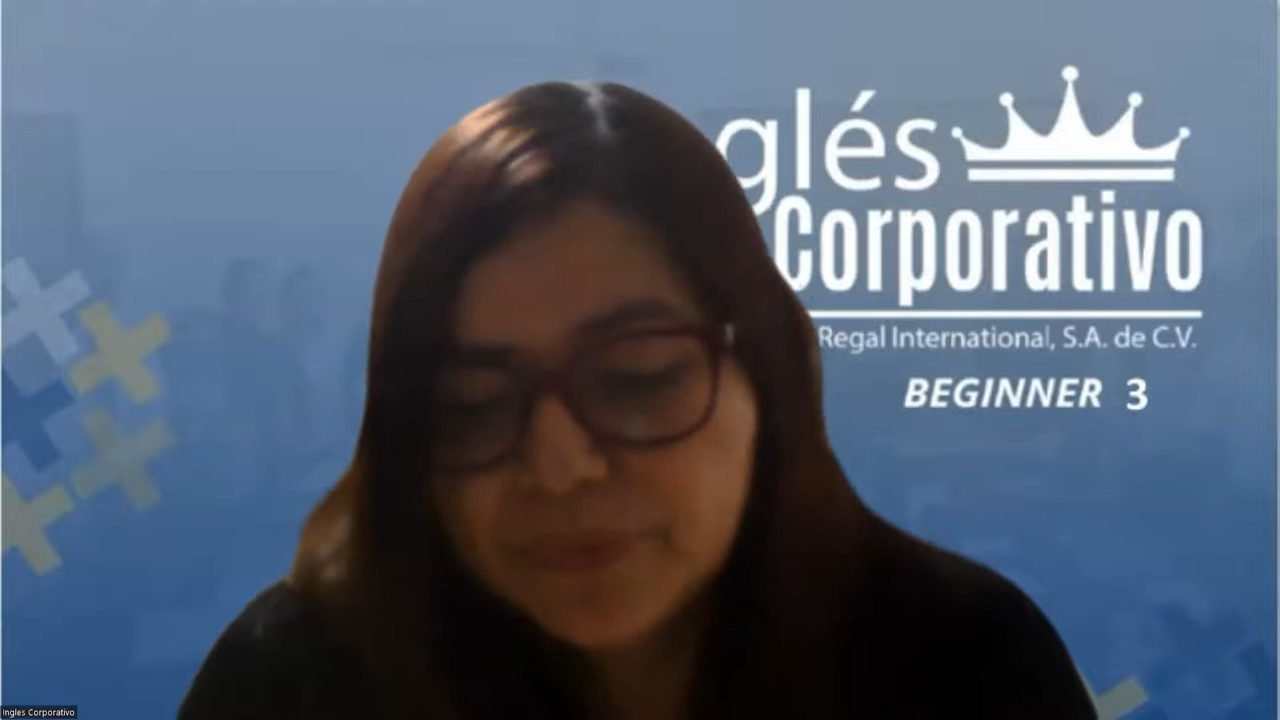 glés
Corporativo
Regal International, S.A. de C.V.
BEGINNER 3
Ingles Corporativo